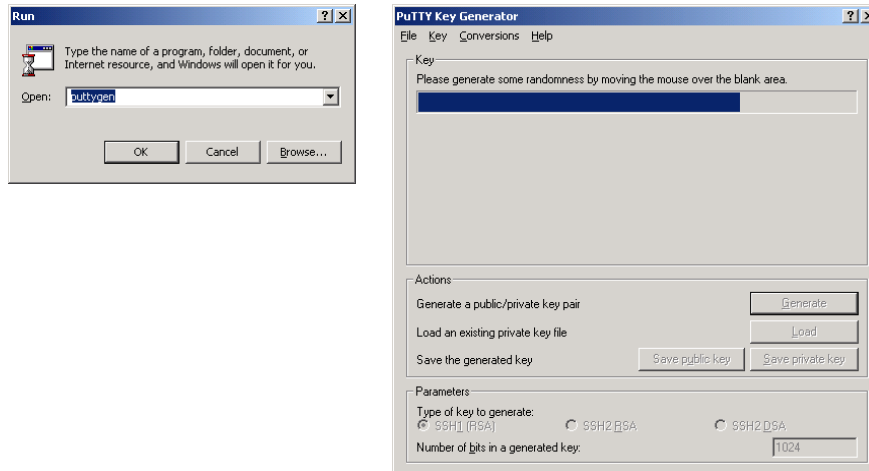 Run
Type the name of a program, folder, document, or
Internet resource, and Windows will open it for you.
Open: puttygen
OK Cancel Browse...
PuTTY Key Generator
File Key Conversions Help
Key
Please generate some randomness by moving the mouse over the blank area.
Actions
Generate a public/private key pair Generate
Load an existing private key file Load
Save the generated key Save public key Save private key
Parameters
Type of key to generate:
SSH1 (RSA) SSH2 RSA SSH2 DSA
Number of bits in a generated key: 1024